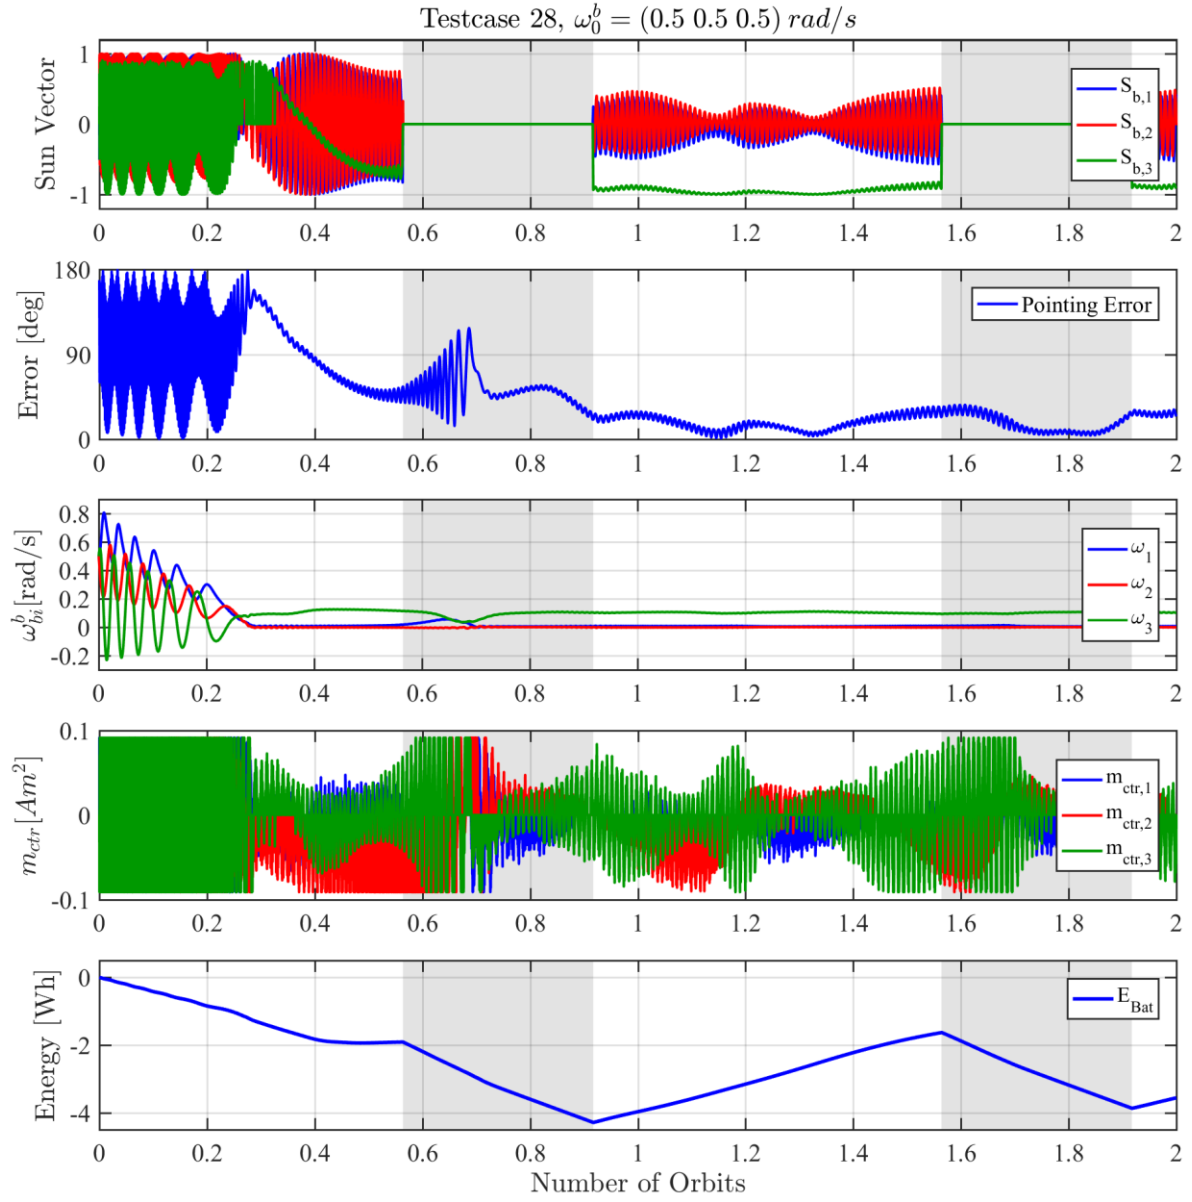 Testcase 28, ω₀ᵇ = (0.5 0.5 0.5) rad/s
Sun Vector
1
0
-1
S_b,1
S_b,2
S_b,3
0 0.2 0.4 0.6 0.8 1 1.2 1.4 1.6 1.8 2
Error [deg]
180
90
0
Pointing Error
0 0.2 0.4 0.6 0.8 1 1.2 1.4 1.6 1.8 2
ω_bi^b [rad/s]
0.8
0.6
0.4
0.2
0
-0.2
ω_1
ω_2
ω_3
0 0.2 0.4 0.6 0.8 1 1.2 1.4 1.6 1.8 2
m_ctr [Am²]
0.1
0
-0.1
m_ctr,1
m_ctr,2
m_ctr,3
0 0.2 0.4 0.6 0.8 1 1.2 1.4 1.6 1.8 2
Energy [Wh]
0
-2
-4
E_Bat
0 0.2 0.4 0.6 0.8 1 1.2 1.4 1.6 1.8 2
Number of Orbits